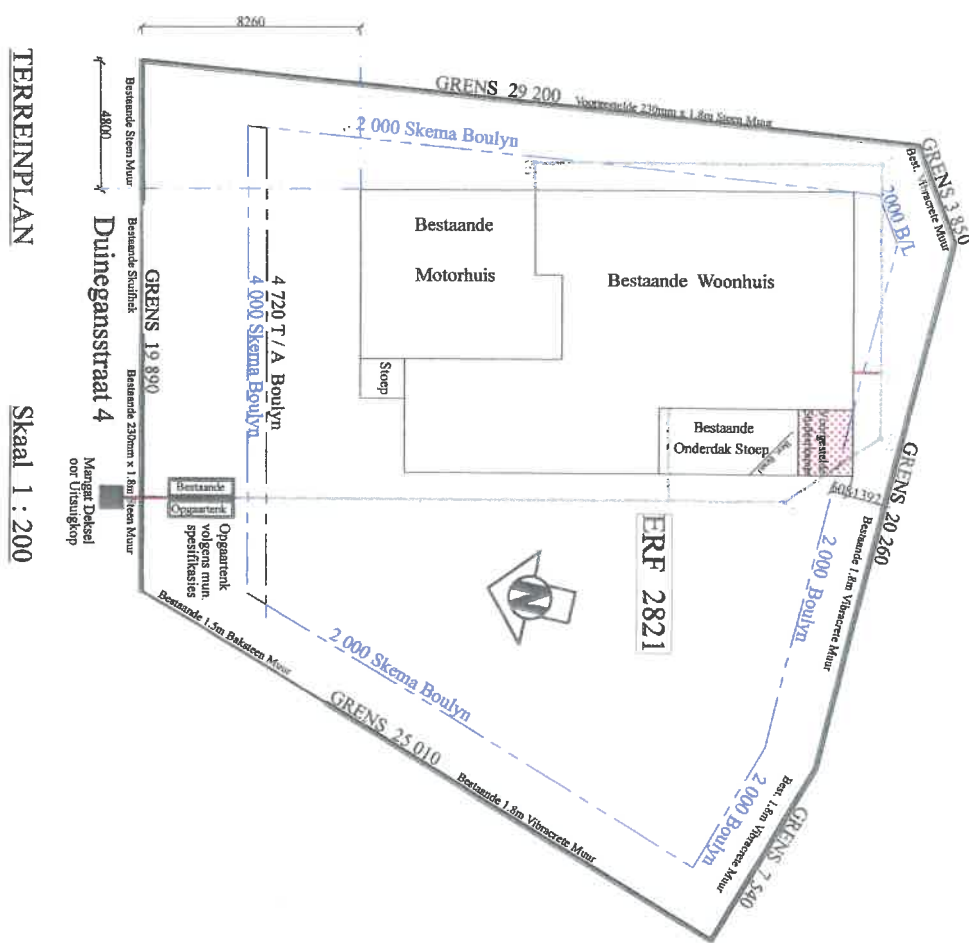 8260
GRENS 29 200
Voorgestelde 230mm x 1.8m Steen Muur
2 000 Skema Boulyn
GRENS 3 850
Best. Vibracrete Muur
2000 B/L
Bestaande
Motorhuis
Bestaande Woonhuis
Stoep
Bestaande
Onderdak Stoep
Voorgestelde
4800
Bestaande Steen Muur
Bestaande Skuifhek
Bestaande 230mm x 1.8m Steen Muur
GRENS 19 890
Duinegansstraat 4
4 720 T / A Boulyn
4 000 Skema Boulyn
Bestaande
Opgaartenk
Opgaartenk
volgens mun.
spesifikasies
Mangat Deksel
oor Uitsuigkop
ERF 2821
N
GRENS 20 260
Bestaande 1.8m Vibracrete Muur
2 000 Boulyn
2 000 Skema Boulyn
Bestaande 1.5m Baksteen Muur
GRENS 25 010
Bestaande 1.8m Vibracrete Muur
2 000 Boulyn
Best. 1.8m Vibracrete Muur
GRENS 7 540
TERREINPLAN
Skaal 1 : 200